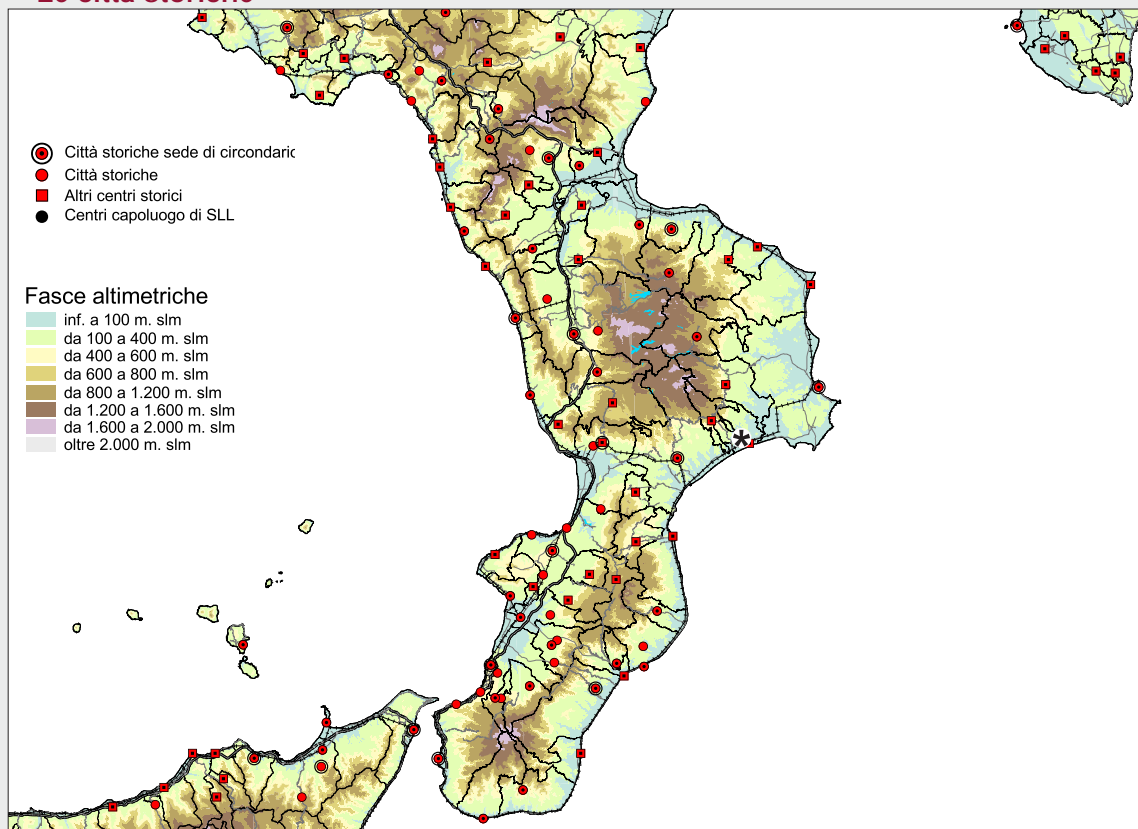 città storiche
Città storiche sede di circondario
Città storiche
Altri centri storici
Centri capoluogo di SLL
Fasce altimetriche
inf. a 100 m. slm
da 100 a 400 m. slm
da 400 a 600 m. slm
da 600 a 800 m. slm
da 800 a 1.200 m. slm
da 1.200 a 1.600 m. slm
da 1.600 a 2.000 m. slm
oltre 2.000 m. slm
*